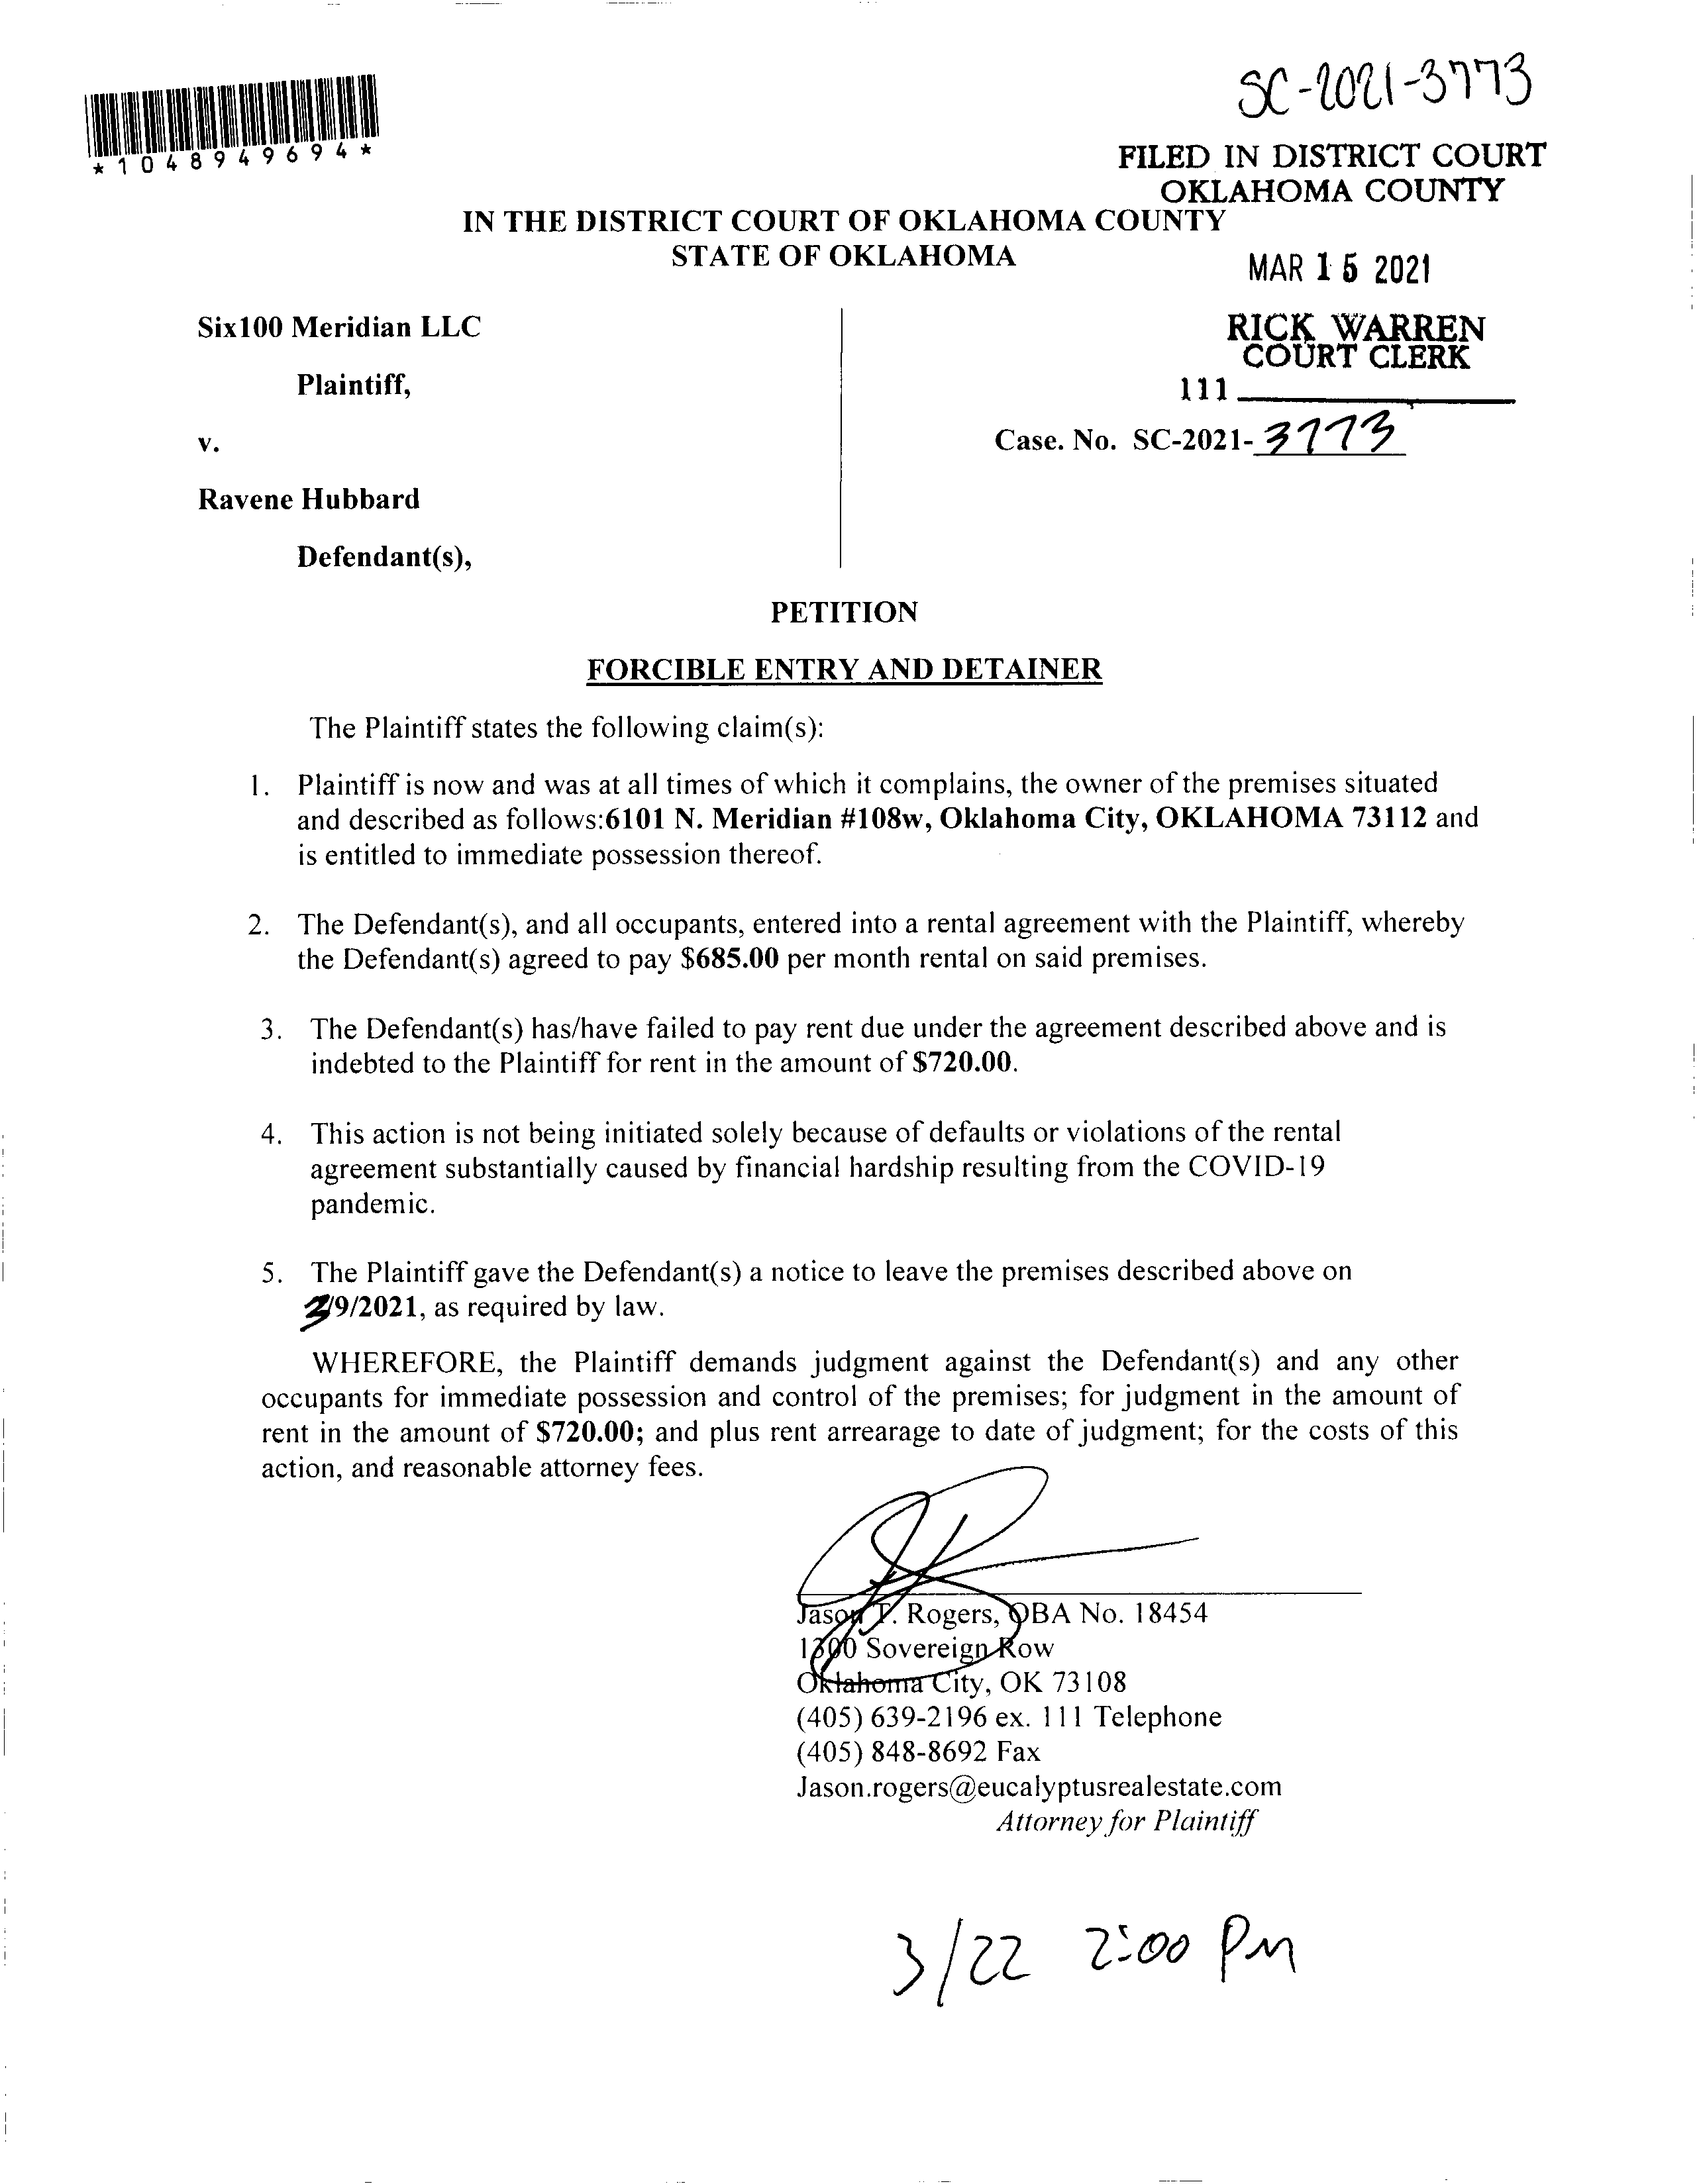 SC-2021-3773
*1048949694*
FILED IN DISTRICT COURT
OKLAHOMA COUNTY
IN THE DISTRICT COURT OF OKLAHOMA COUNTY
STATE OF OKLAHOMA
MAR 15 2021
Six100 Meridian LLC
RICK WARREN
COURT CLERK
Plaintiff,
111
v.
Case. No. SC-2021-3773
Ravene Hubbard
Defendant(s),
PETITION
FORCIBLE ENTRY AND DETAINER
The Plaintiff states the following claim(s):
1. Plaintiff is now and was at all times of which it complains, the owner of the premises situated
and described as follows:6101 N. Meridian #108w, Oklahoma City, OKLAHOMA 73112 and
is entitled to immediate possession thereof.
2. The Defendant(s), and all occupants, entered into a rental agreement with the Plaintiff, whereby
the Defendant(s) agreed to pay $685.00 per month rental on said premises.
3. The Defendant(s) has/have failed to pay rent due under the agreement described above and is
indebted to the Plaintiff for rent in the amount of $720.00.
4. This action is not being initiated solely because of defaults or violations of the rental
agreement substantially caused by financial hardship resulting from the COVID-19
pandemic.
5. The Plaintiff gave the Defendant(s) a notice to leave the premises described above on
3/9/2021, as required by law.
WHEREFORE, the Plaintiff demands judgment against the Defendant(s) and any other
occupants for immediate possession and control of the premises; for judgment in the amount of
rent in the amount of $720.00; and plus rent arrearage to date of judgment; for the costs of this
action, and reasonable attorney fees.
Jason T. Rogers, OBA No. 18454
1300 Sovereign Row
Oklahoma City, OK 73108
(405) 639-2196 ex. 111 Telephone
(405) 848-8692 Fax
Jason.rogers@eucalyptusrealestate.com
Attorney for Plaintiff
3/22 2:00 PM